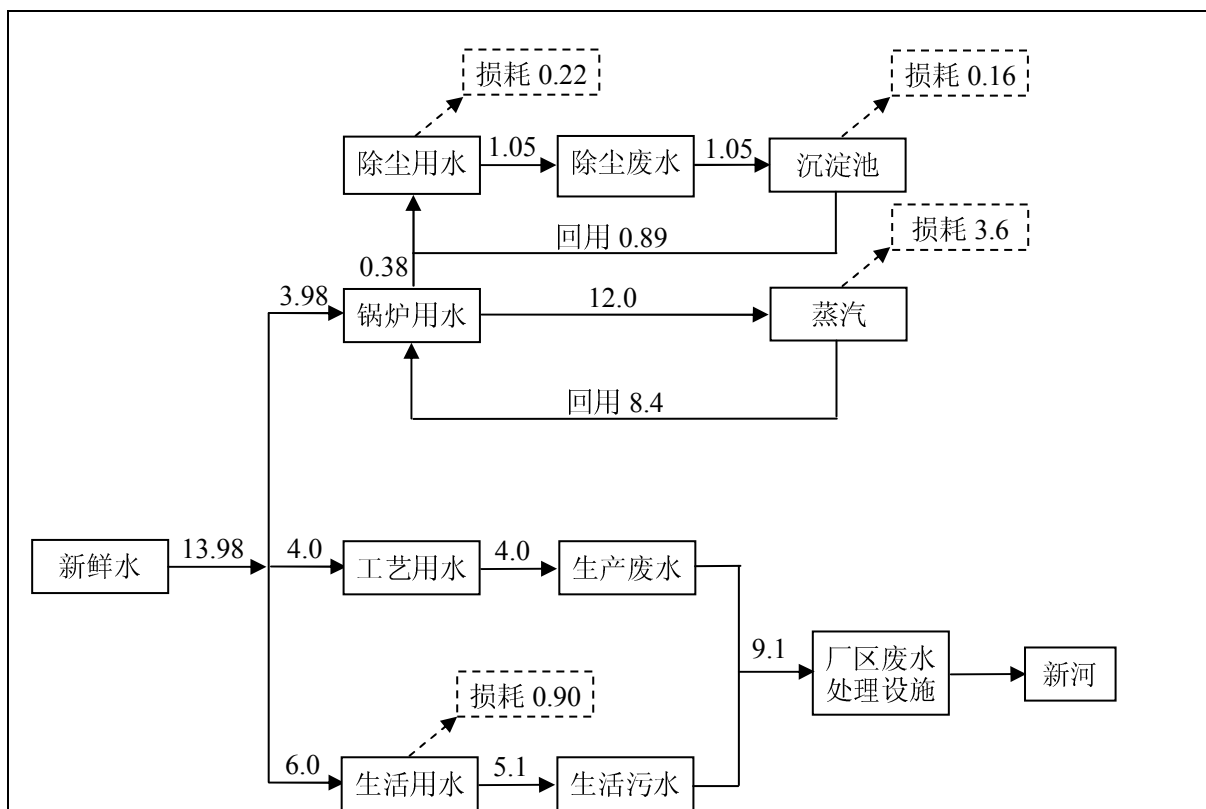 损耗 0.22
损耗 0.16
除尘用水
1.05
除尘废水
1.05
沉淀池
回用 0.89
损耗 3.6
0.38
3.98
锅炉用水
12.0
蒸汽
回用 8.4
新鲜水
13.98
4.0
工艺用水
4.0
生产废水
9.1
厂区废水
处理设施
新河
损耗 0.90
6.0
生活用水
5.1
生活污水